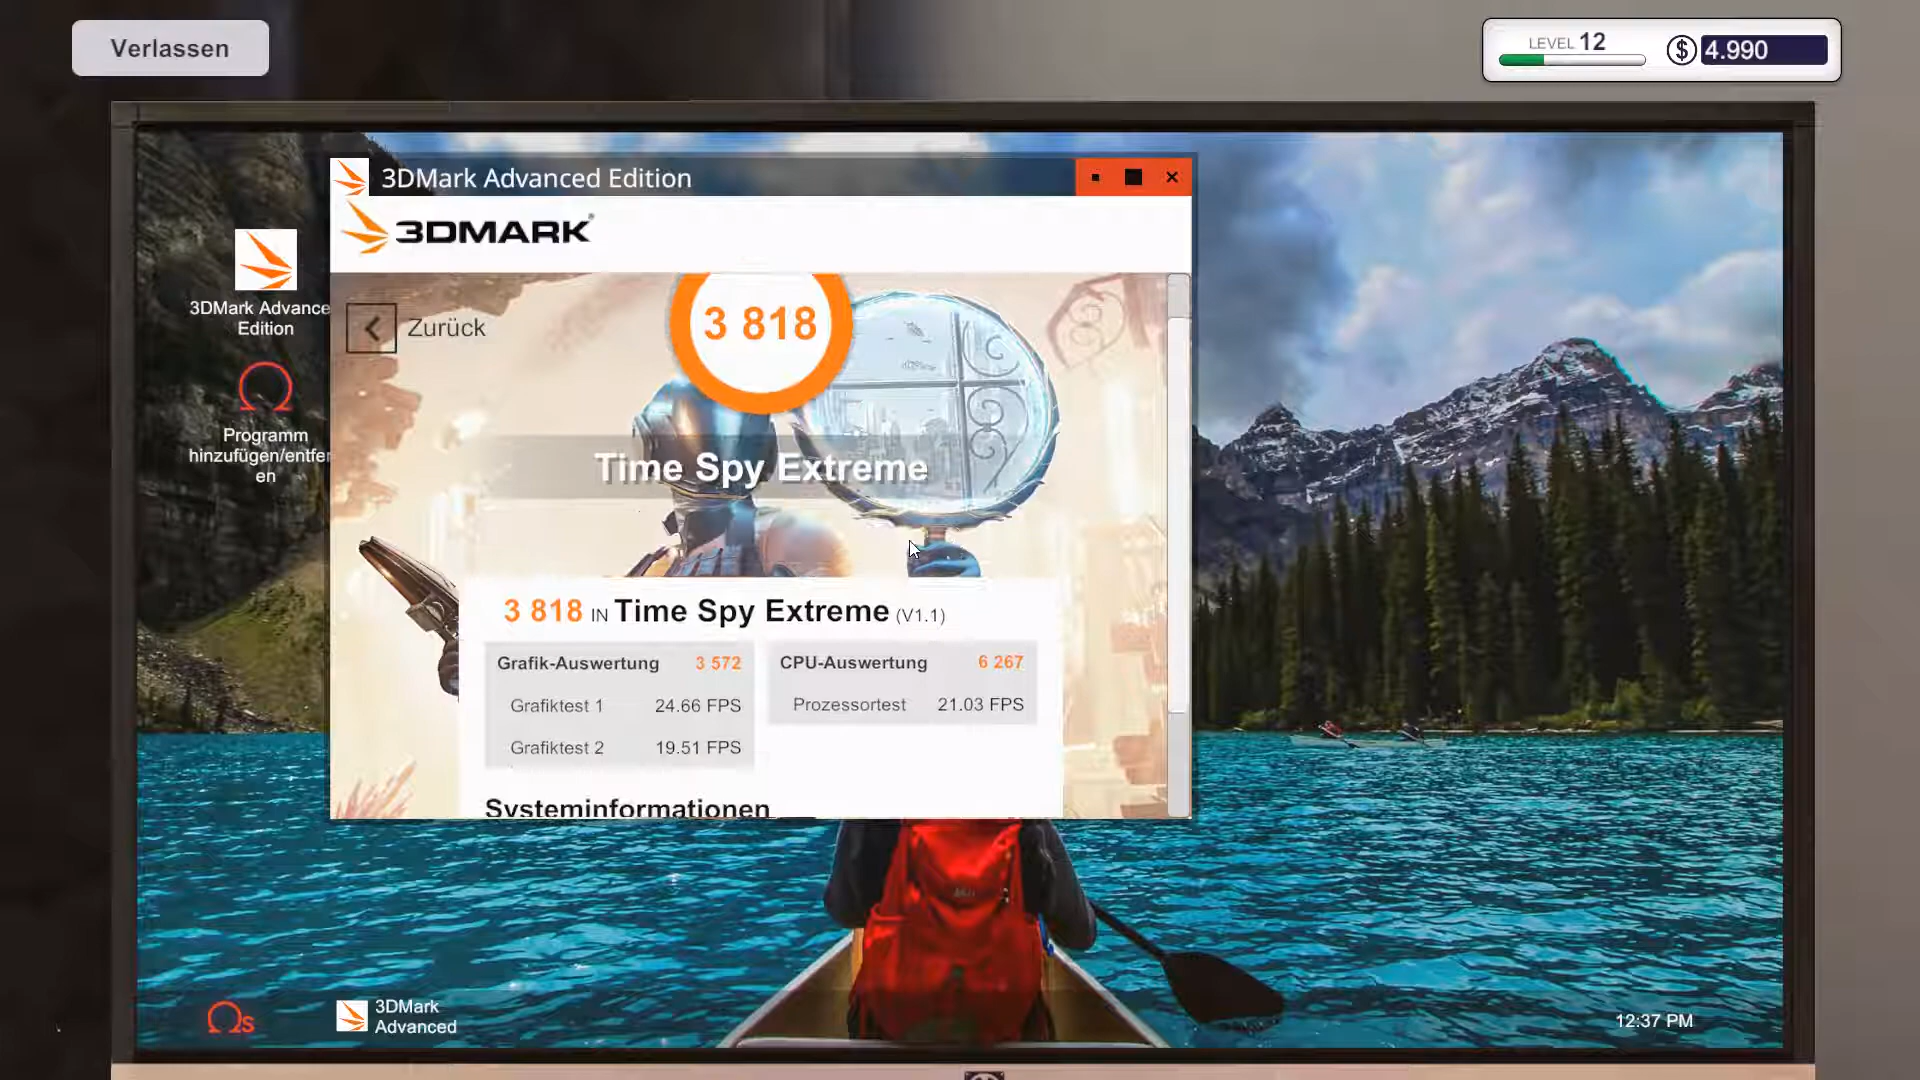 Verlassen
LEVEL 12
$ 4.990
3DMark Advanced Edition
3DMARK
3DMark Advance
Edition
Programm
hinzufügen/entfer
en
Zurück
3 818
Time Spy Extreme
3 818 IN Time Spy Extreme (V1.1)
Grafik-Auswertung 3 572
Grafiktest 1 24.66 FPS
Grafiktest 2 19.51 FPS
CPU-Auswertung 6 267
Prozessortest 21.03 FPS
Systeminformationen
Ωs
3DMark
Advanced
12:37 PM